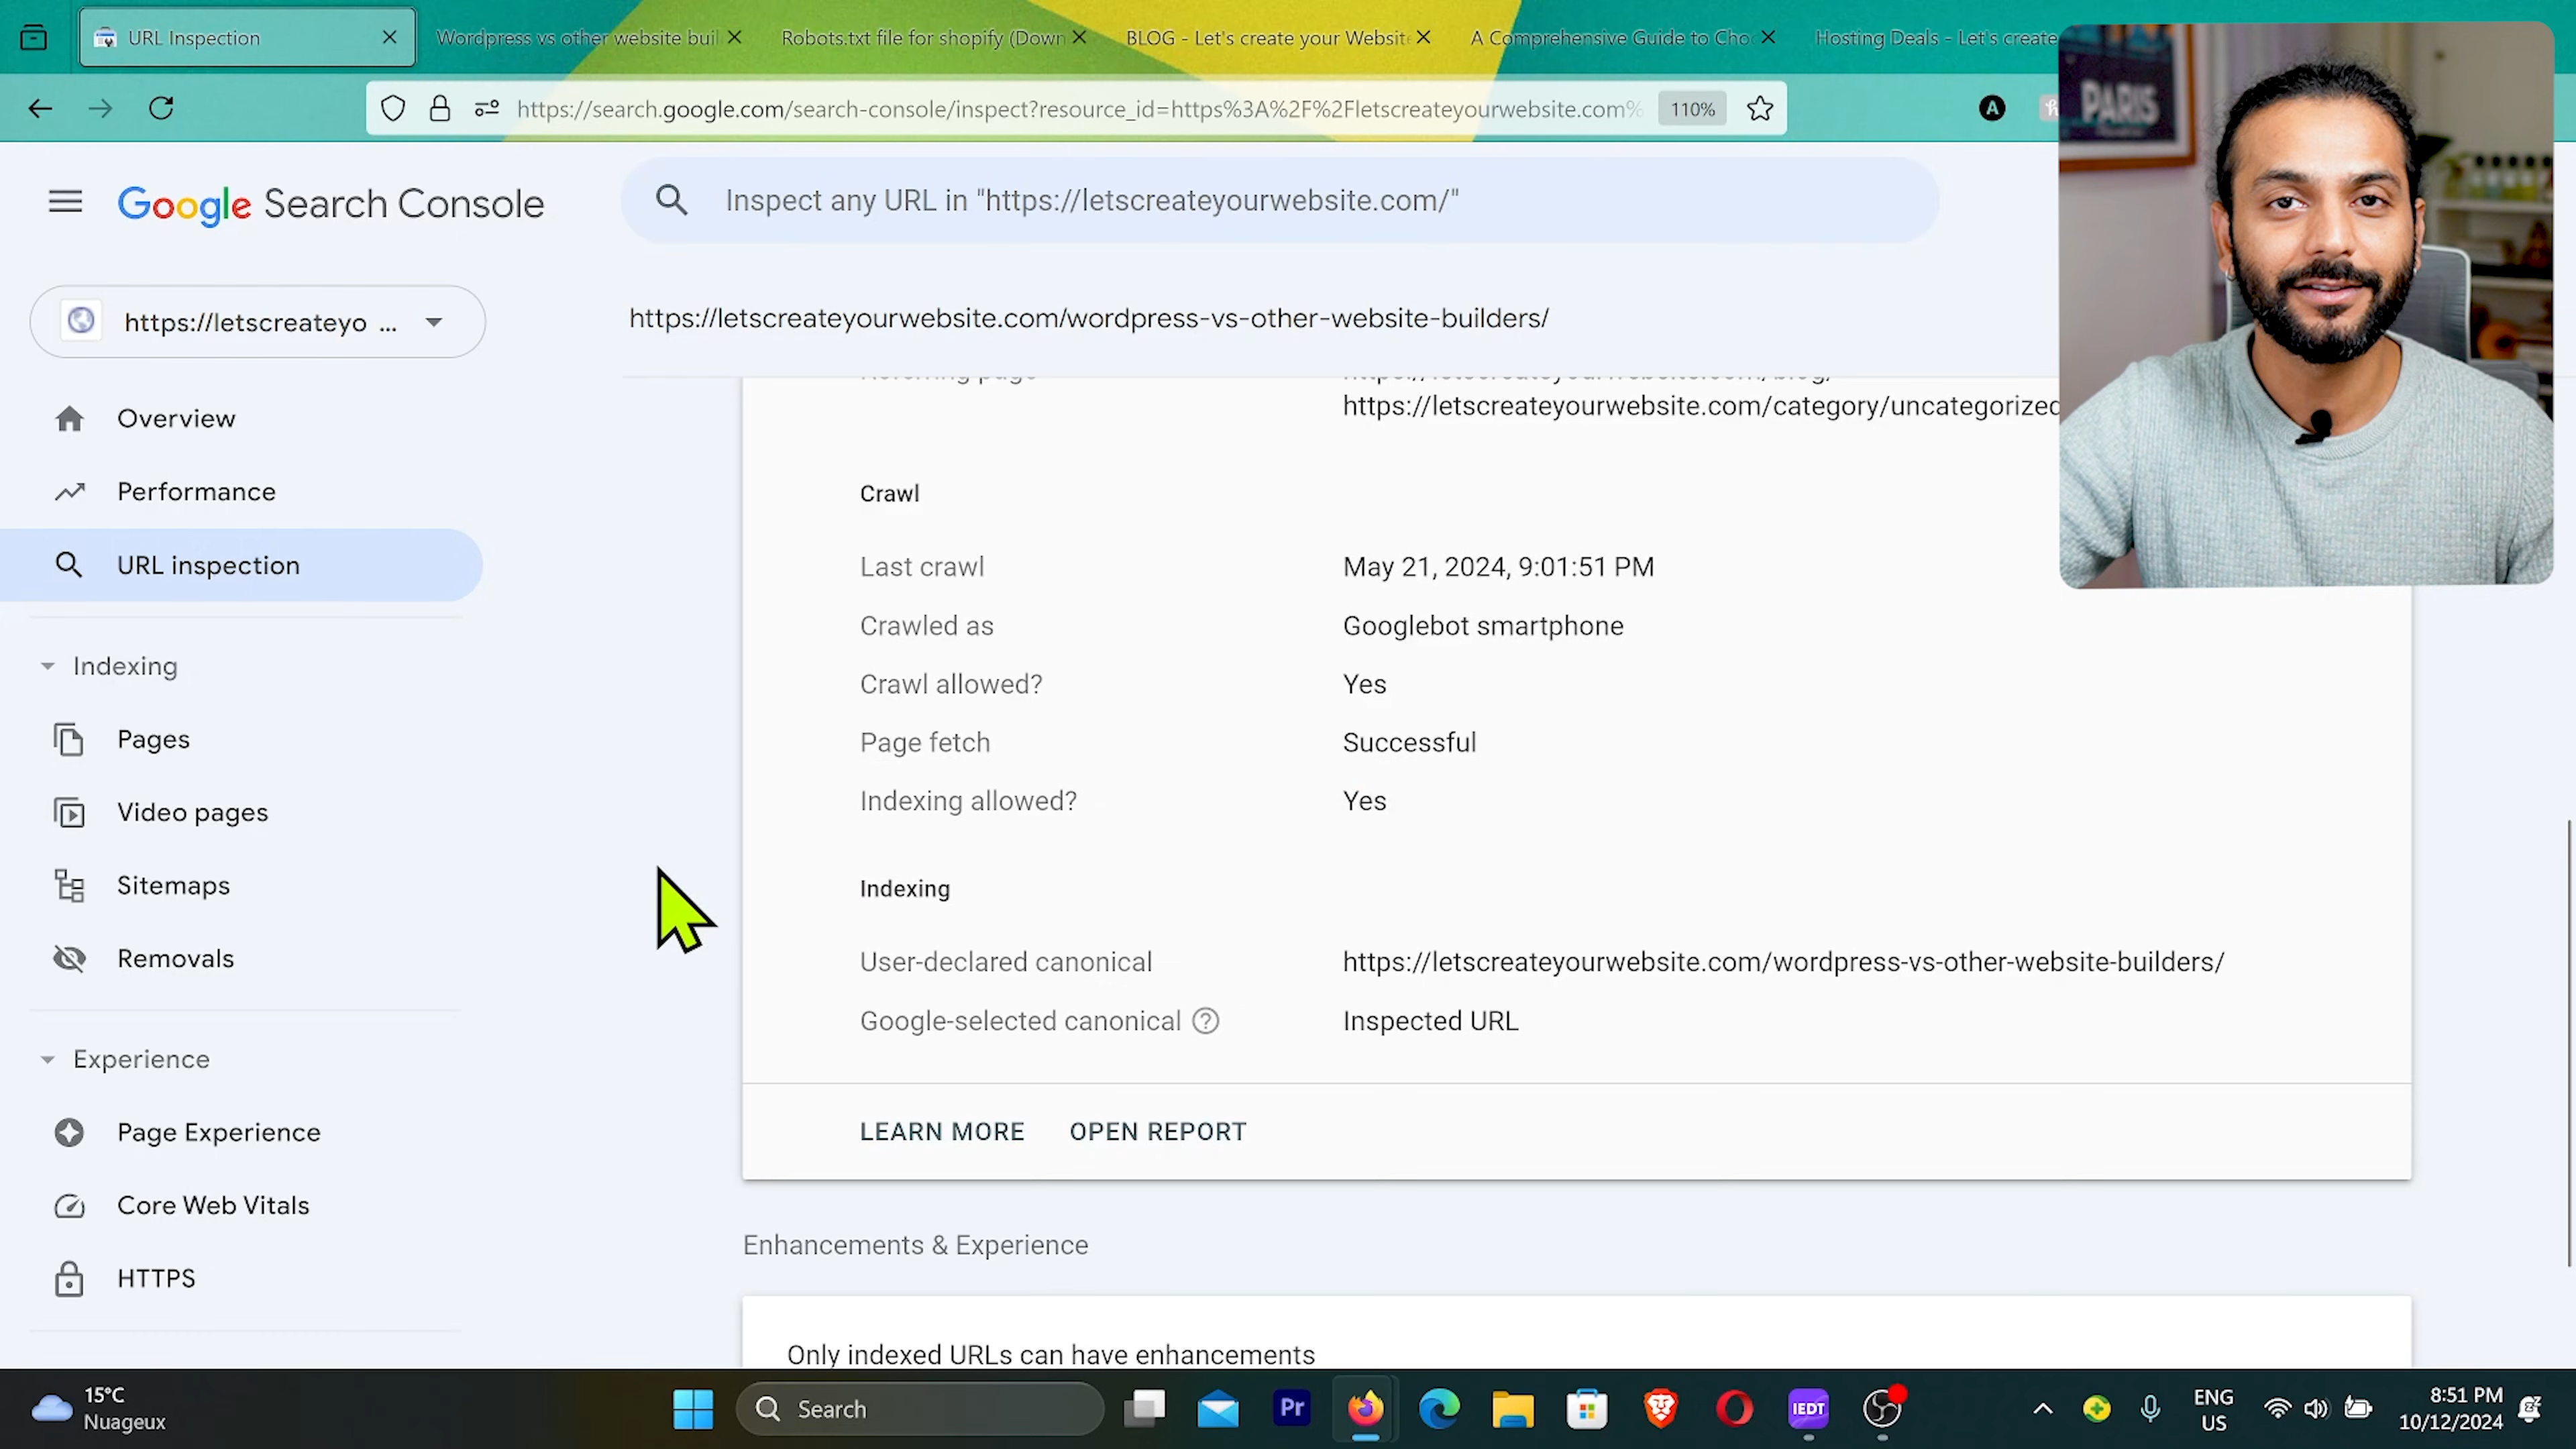 URL Inspection
Wordpress vs other website buil
Robots.txt file for shopify (Down
BLOG - Let's create your Website
A Comprehensive Guide to Cho
Hosting Deals - Let's create
https://search.google.com/search-console/inspect?resource_id=https%3A%2F%2Fletscreateyourwebsite.com%
110%
A
PARIS
Google Search Console
Inspect any URL in "https://letscreateyourwebsite.com/"
https://letscreateyo ...
https://letscreateyourwebsite.com/wordpress-vs-other-website-builders/
Overview
Performance
URL inspection
Indexing
Pages
Video pages
Sitemaps
Removals
Experience
Page Experience
Core Web Vitals
HTTPS
https://letscreateyourwebsite.com/category/uncategorized
Crawl
Last crawl May 21, 2024, 9:01:51 PM
Crawled as Googlebot smartphone
Crawl allowed? Yes
Page fetch Successful
Indexing allowed? Yes
Indexing
User-declared canonical https://letscreateyourwebsite.com/wordpress-vs-other-website-builders/
Google-selected canonical Inspected URL
LEARN MORE OPEN REPORT
Enhancements & Experience
Only indexed URLs can have enhancements
15°C
Nuageux
Search
Pr
IEDT
ENG
US
8:51 PM
10/12/2024